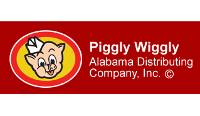 Piggly Wiggly
Alabama Distributing
Company, Inc. ©